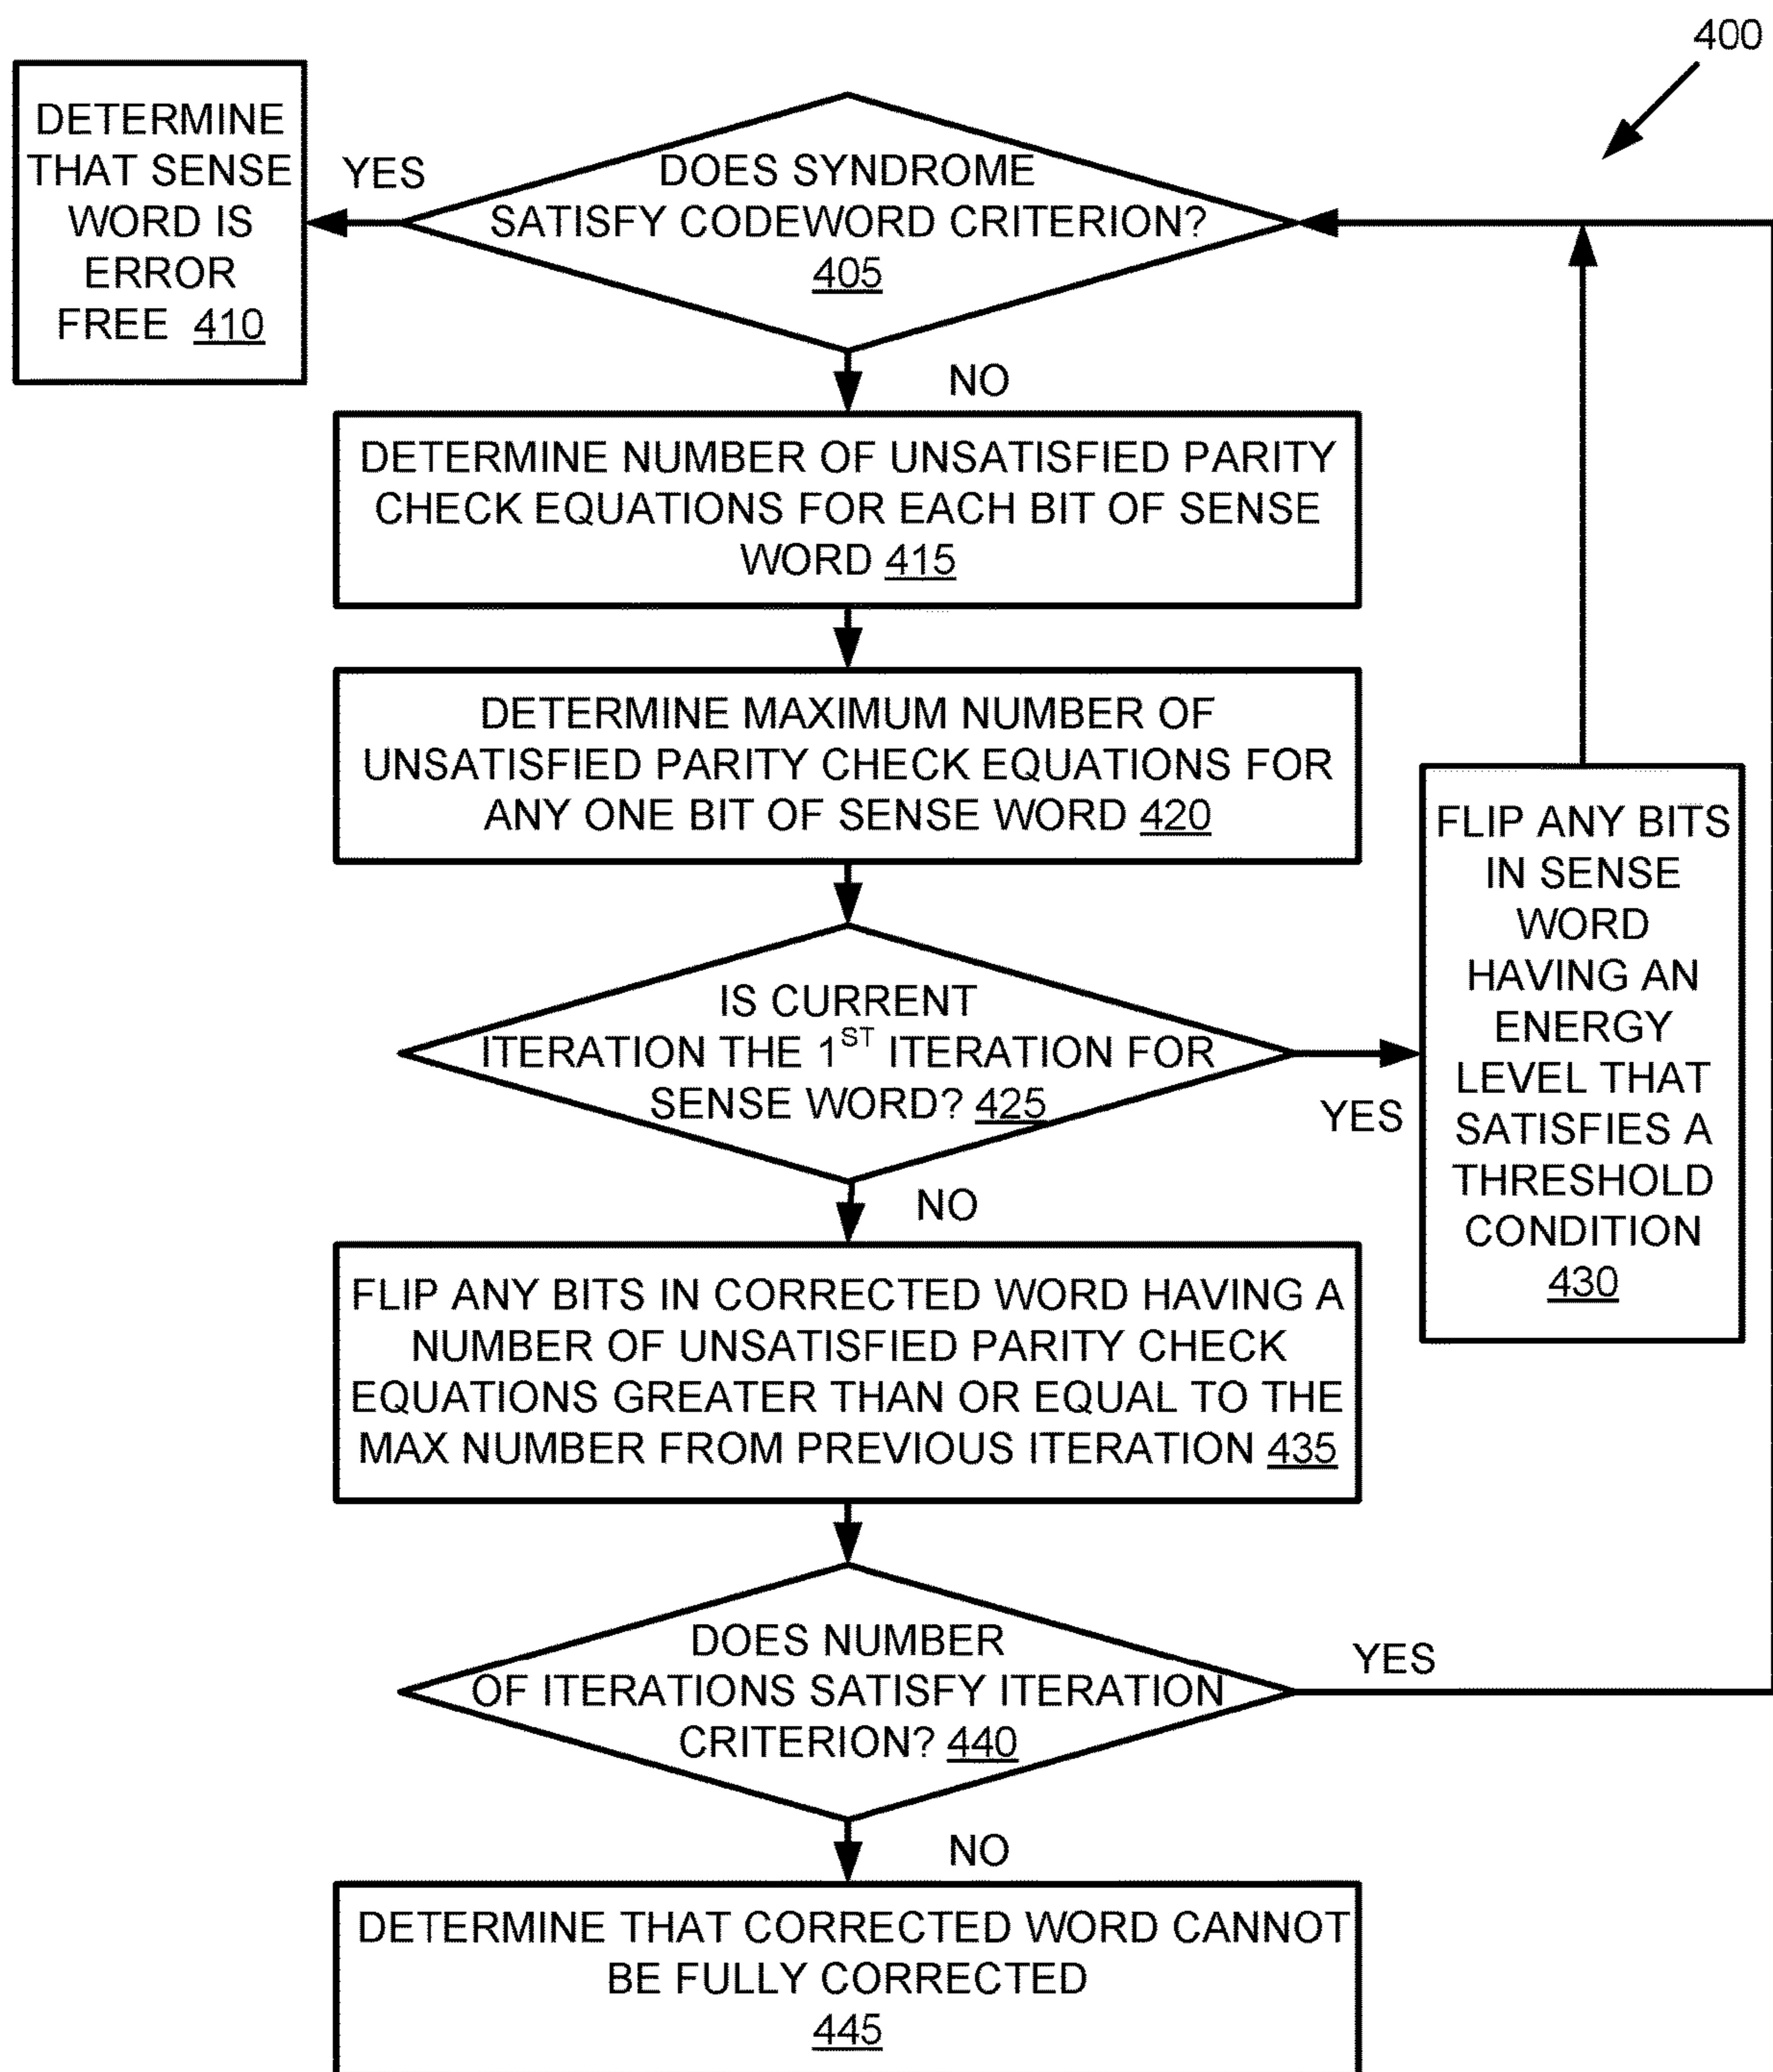 400
DETERMINE
THAT SENSE
WORD IS
ERROR
FREE 410
YES
DOES SYNDROME
SATISFY CODEWORD CRITERION?
405
NO
DETERMINE NUMBER OF UNSATISFIED PARITY
CHECK EQUATIONS FOR EACH BIT OF SENSE
WORD 415
DETERMINE MAXIMUM NUMBER OF
UNSATISFIED PARITY CHECK EQUATIONS FOR
ANY ONE BIT OF SENSE WORD 420
IS CURRENT
ITERATION THE 1ST ITERATION FOR
SENSE WORD? 425
YES
FLIP ANY BITS
IN SENSE
WORD
HAVING AN
ENERGY
LEVEL THAT
SATISFIES A
THRESHOLD
CONDITION
430
NO
FLIP ANY BITS IN CORRECTED WORD HAVING A
NUMBER OF UNSATISFIED PARITY CHECK
EQUATIONS GREATER THAN OR EQUAL TO THE
MAX NUMBER FROM PREVIOUS ITERATION 435
DOES NUMBER
OF ITERATIONS SATISFY ITERATION
CRITERION? 440
YES
NO
DETERMINE THAT CORRECTED WORD CANNOT
BE FULLY CORRECTED
445